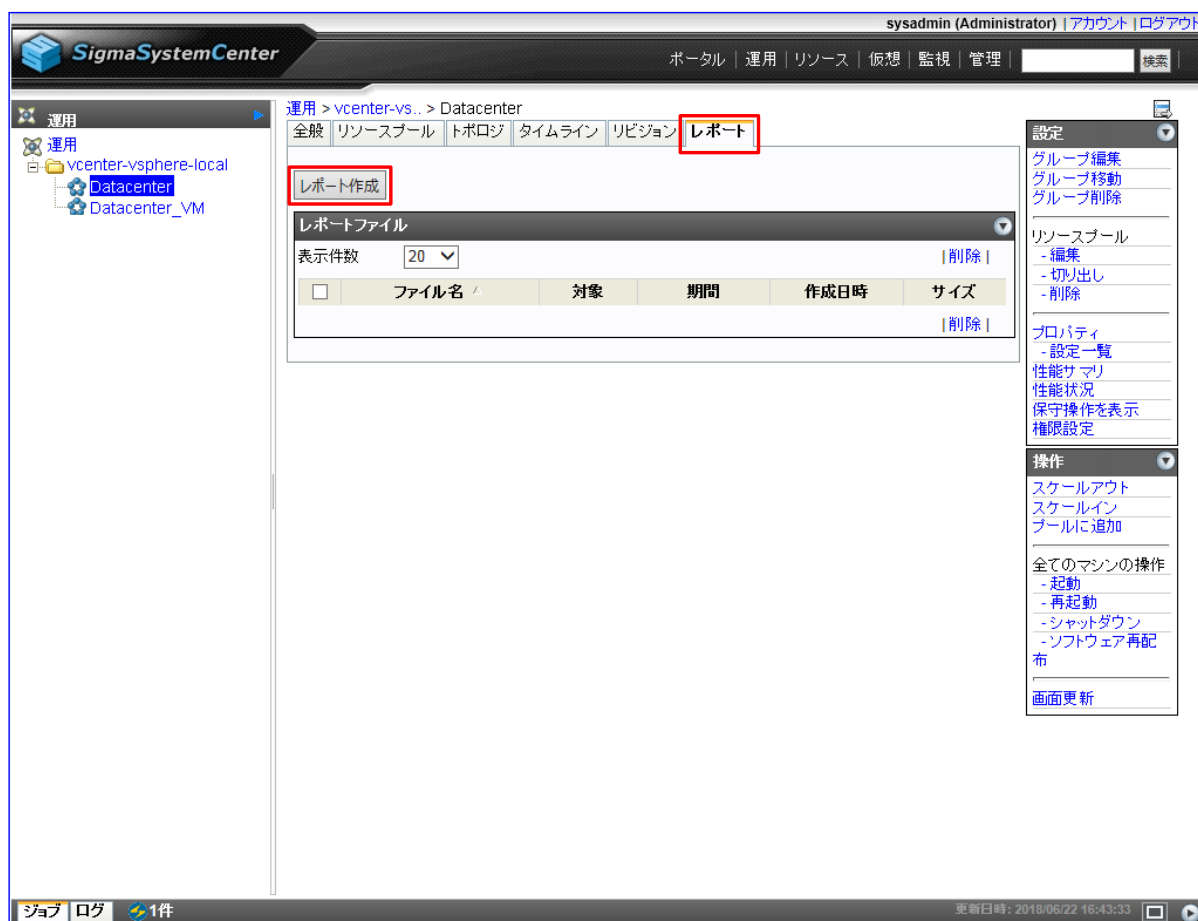 sysadmin (Administrator) | アカウント | ログアウト
SigmaSystemCenter
ポータル | 運用 | リソース | 仮想 | 監視 | 管理 | 検索 |
運用
運用
vcenter-vsphere-local
Datacenter
Datacenter_VM
運用 > vcenter-vs.. > Datacenter
全般 リソースプール トポロジ タイムライン リビジョン レポート
レポート作成
レポートファイル
表示件数 20 | 削除 |
ファイル名 対象 期間 作成日時 サイズ
| 削除 |
設定
グループ編集
グループ移動
グループ削除
リソースプール
- 編集
- 切り出し
- 削除
プロパティ
- 設定一覧
性能サマリ
性能状況
保守操作を表示
権限設定
操作
スケールアウト
スケールイン
プールに追加
全てのマシンの操作
- 起動
- 再起動
- シャットダウン
- ソフトウェア再配
布
画面更新
ジョブ ログ 1件
更新日時: 2018/06/22 16:43:33